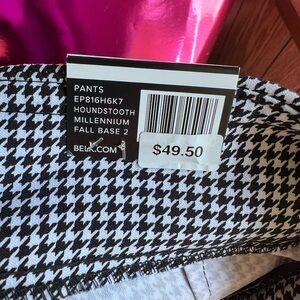 PANTS
EP816H6K7
HOUNDSTOOTH
MILLENNIUM
FALL BASE 2
BELK.COM
$49.50